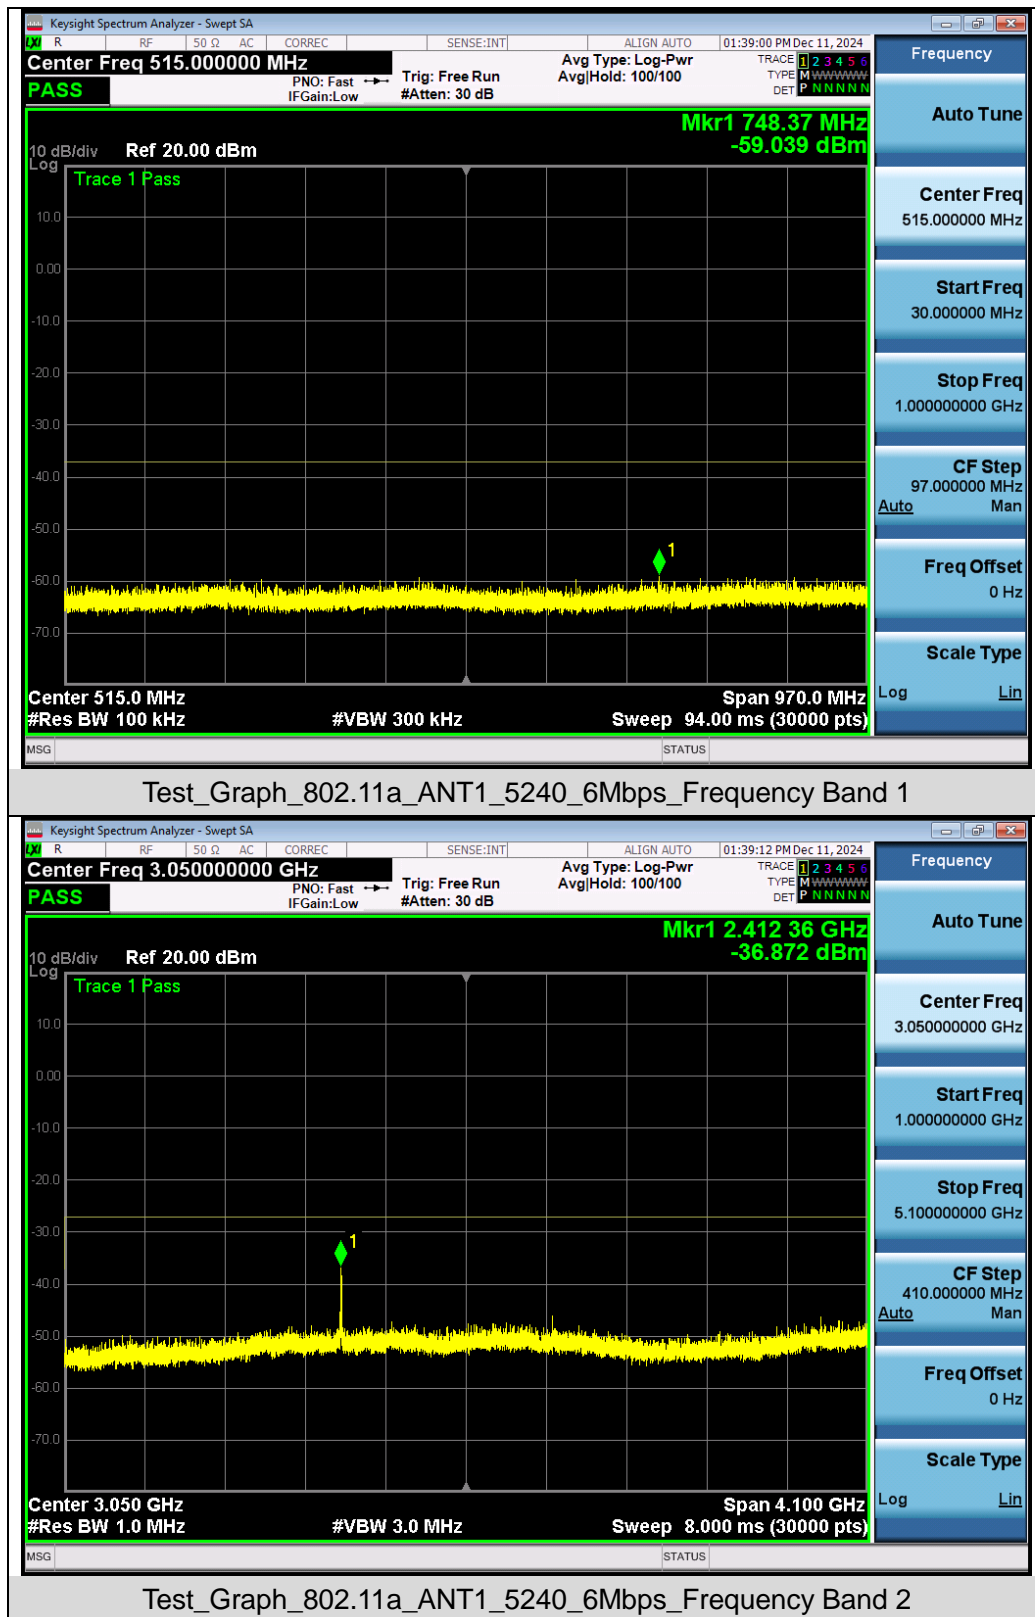 Keysight Spectrum Analyzer - Swept SA
LXI R RF 50 Ω AC CORREC SENSE:INT ALIGN AUTO 01:39:00 PM Dec 11, 2024
Center Freq 515.000000 MHz
PASS
PNO: Fast
IFGain:Low
Trig: Free Run
#Atten: 30 dB
Avg Type: Log-Pwr
Avg|Hold: 100/100
TRACE 1 2 3 4 5 6
TYPE M WWWWW
DET P N N N N N
Mkr1 748.37 MHz
-59.039 dBm
10 dB/div Ref 20.00 dBm
Log
Trace 1 Pass
10.0
0.00
-10.0
-20.0
-30.0
-40.0
-50.0
-60.0
-70.0
1
Center 515.0 MHz Span 970.0 MHz
#Res BW 100 kHz #VBW 300 kHz Sweep 94.00 ms (30000 pts)
MSG STATUS
Frequency
Auto Tune
Center Freq
515.000000 MHz
Start Freq
30.000000 MHz
Stop Freq
1.000000000 GHz
CF Step
97.000000 MHz
Auto Man
Freq Offset
0 Hz
Scale Type
Log Lin
Test_Graph_802.11a_ANT1_5240_6Mbps_Frequency Band 1
Keysight Spectrum Analyzer - Swept SA
LXI R RF 50 Ω AC CORREC SENSE:INT ALIGN AUTO 01:39:12 PM Dec 11, 2024
Center Freq 3.050000000 GHz
PASS
PNO: Fast
IFGain:Low
Trig: Free Run
#Atten: 30 dB
Avg Type: Log-Pwr
Avg|Hold: 100/100
TRACE 1 2 3 4 5 6
TYPE M WWWWW
DET P N N N N N
Mkr1 2.412 36 GHz
-36.872 dBm
10 dB/div Ref 20.00 dBm
Log
Trace 1 Pass
10.0
0.00
-10.0
-20.0
-30.0
-40.0
-50.0
-60.0
-70.0
1
Center 3.050 GHz Span 4.100 GHz
#Res BW 1.0 MHz #VBW 3.0 MHz Sweep 8.000 ms (30000 pts)
MSG STATUS
Frequency
Auto Tune
Center Freq
3.050000000 GHz
Start Freq
1.000000000 GHz
Stop Freq
5.100000000 GHz
CF Step
410.000000 MHz
Auto Man
Freq Offset
0 Hz
Scale Type
Log Lin
Test_Graph_802.11a_ANT1_5240_6Mbps_Frequency Band 2